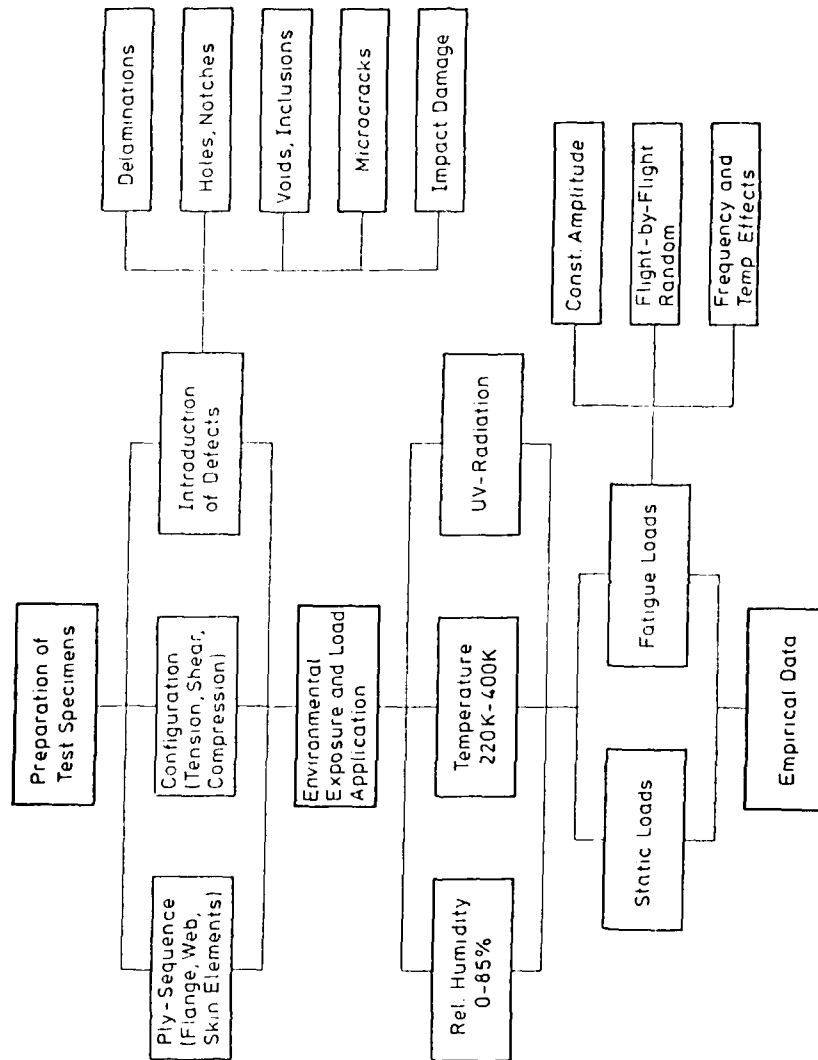 Preparation of
Test Specimens
Ply-Sequence
(Flange, Web,
Skin Elements)
Configuration
(Tension, Shear,
Compression)
Introduction
of Defects
Delaminations
Holes, Notches
Voids, Inclusions
Microcracks
Impact Damage
Environmental
Exposure and Load
Application
Rel. Humidity
0-85%
Temperature
220K-400K
UV-Radiation
Static Loads
Fatigue Loads
Const. Amplitude
Flight-by-Flight
Random
Frequency and
Temp Effects
Empirical Data